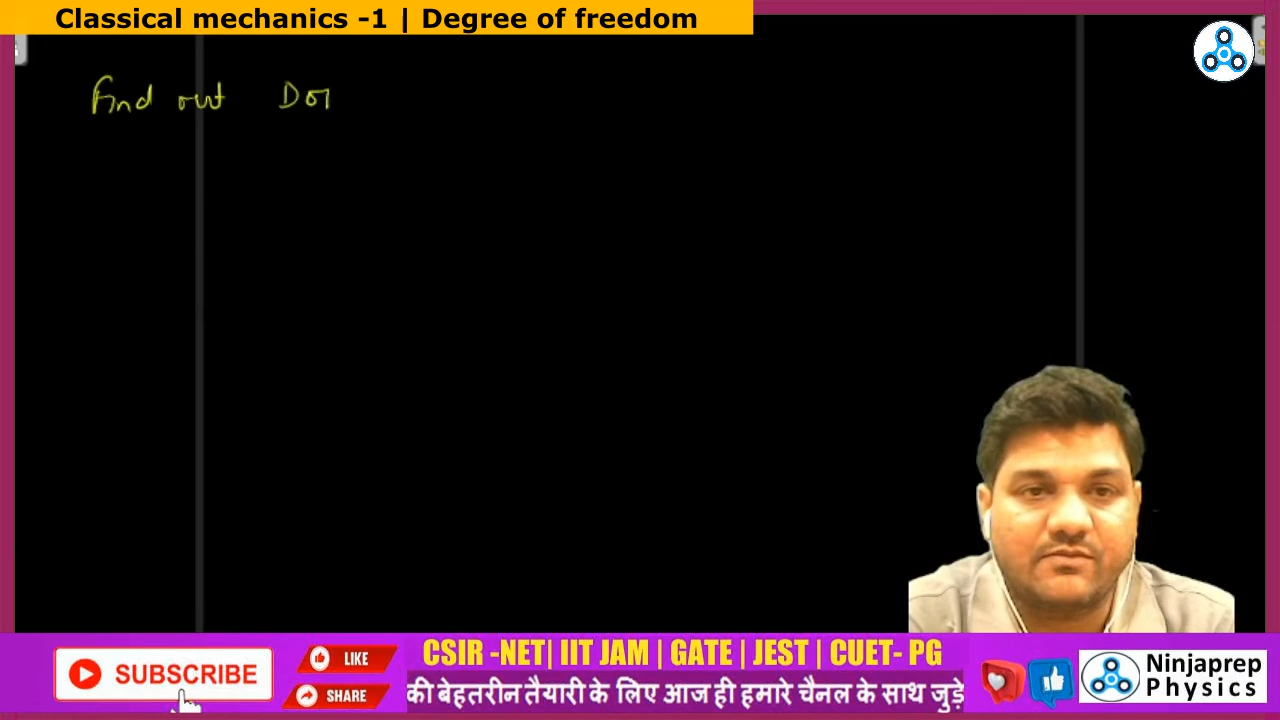 Classical mechanics -1 | Degree of freedom
Find out DOF
SUBSCRIBE
LIKE
SHARE
CSIR -NET| IIT JAM | GATE | JEST | CUET- PG
की बेहतरीन तैयारी के लिए आज ही हमारे चैनल के साथ जुड़े
Ninjaprep
Physics